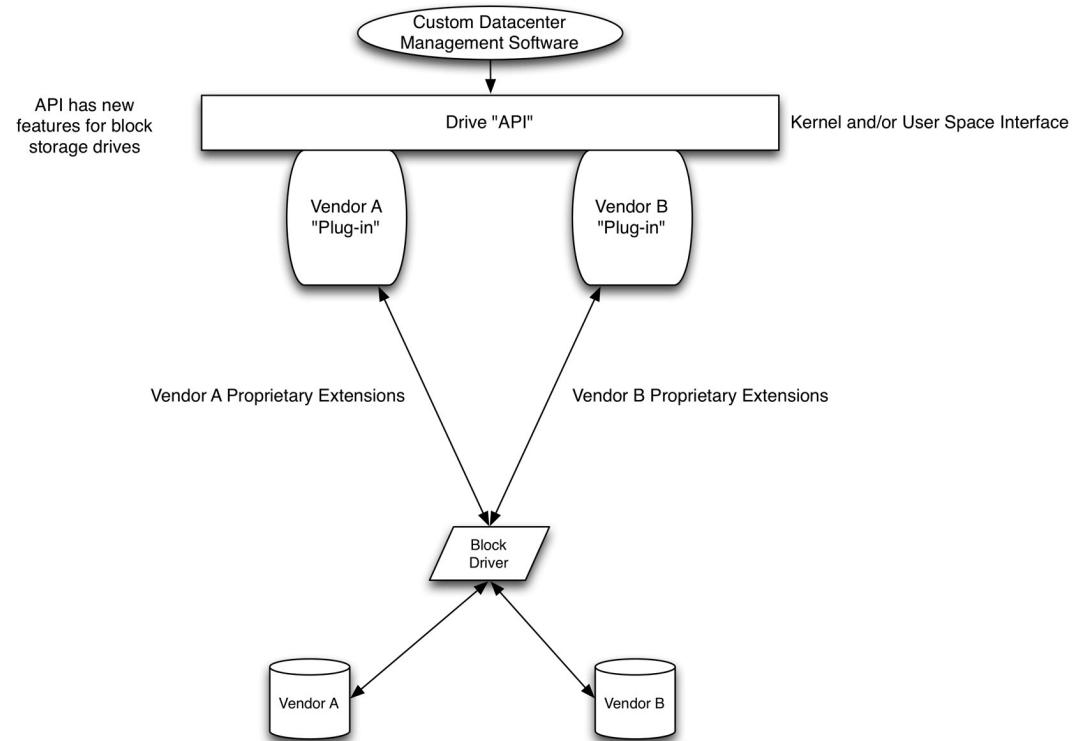 Custom Datacenter
Management Software
API has new
features for block
storage drives
Drive "API"
Kernel and/or User Space Interface
Vendor A
"Plug-in"
Vendor B
"Plug-in"
Vendor A Proprietary Extensions
Vendor B Proprietary Extensions
Block
Driver
Vendor A
Vendor B